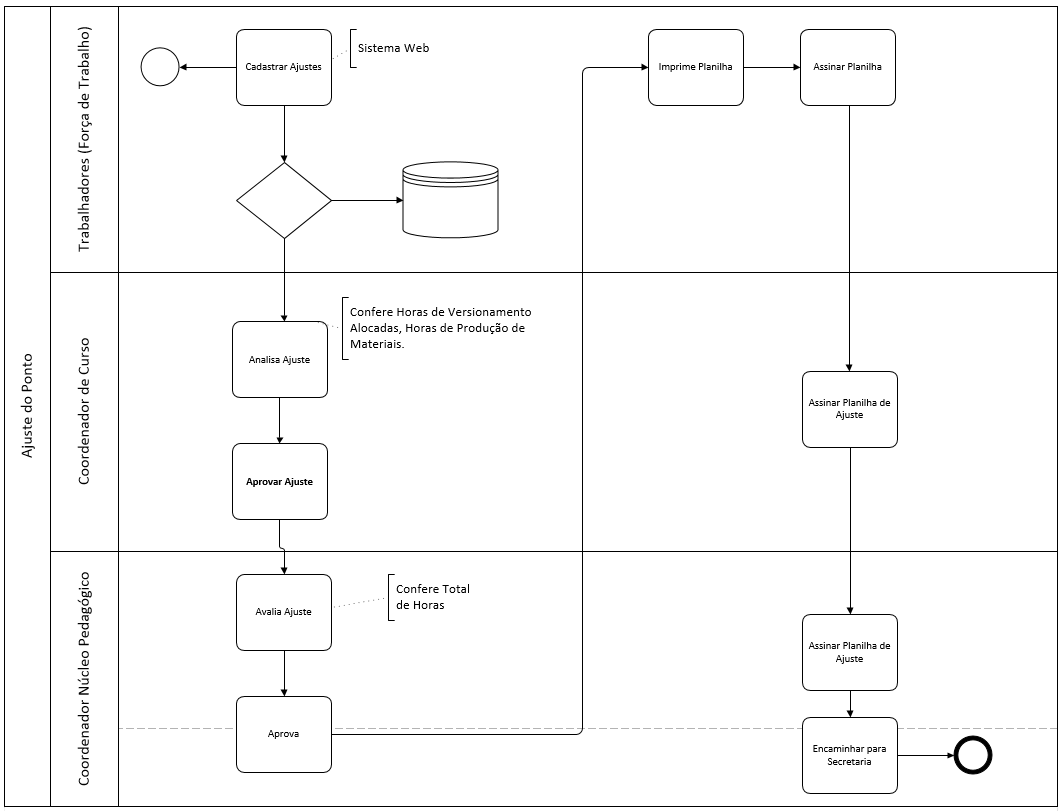 Ajuste do Ponto
Trabalhadores (Força de Trabalho)
Cadastrar Ajustes
Sistema Web
Imprime Planilha
Assinar Planilha
Coordenador de Curso
Confere Horas de Versionamento
Alocadas, Horas de Produção de
Materiais.
Analisa Ajuste
Aprovar Ajuste
Assinar Planilha de
Ajuste
Coordenador Núcleo Pedagógico
Avalia Ajuste
Confere Total
de Horas
Aprova
Assinar Planilha de
Ajuste
Encaminhar para
Secretaria